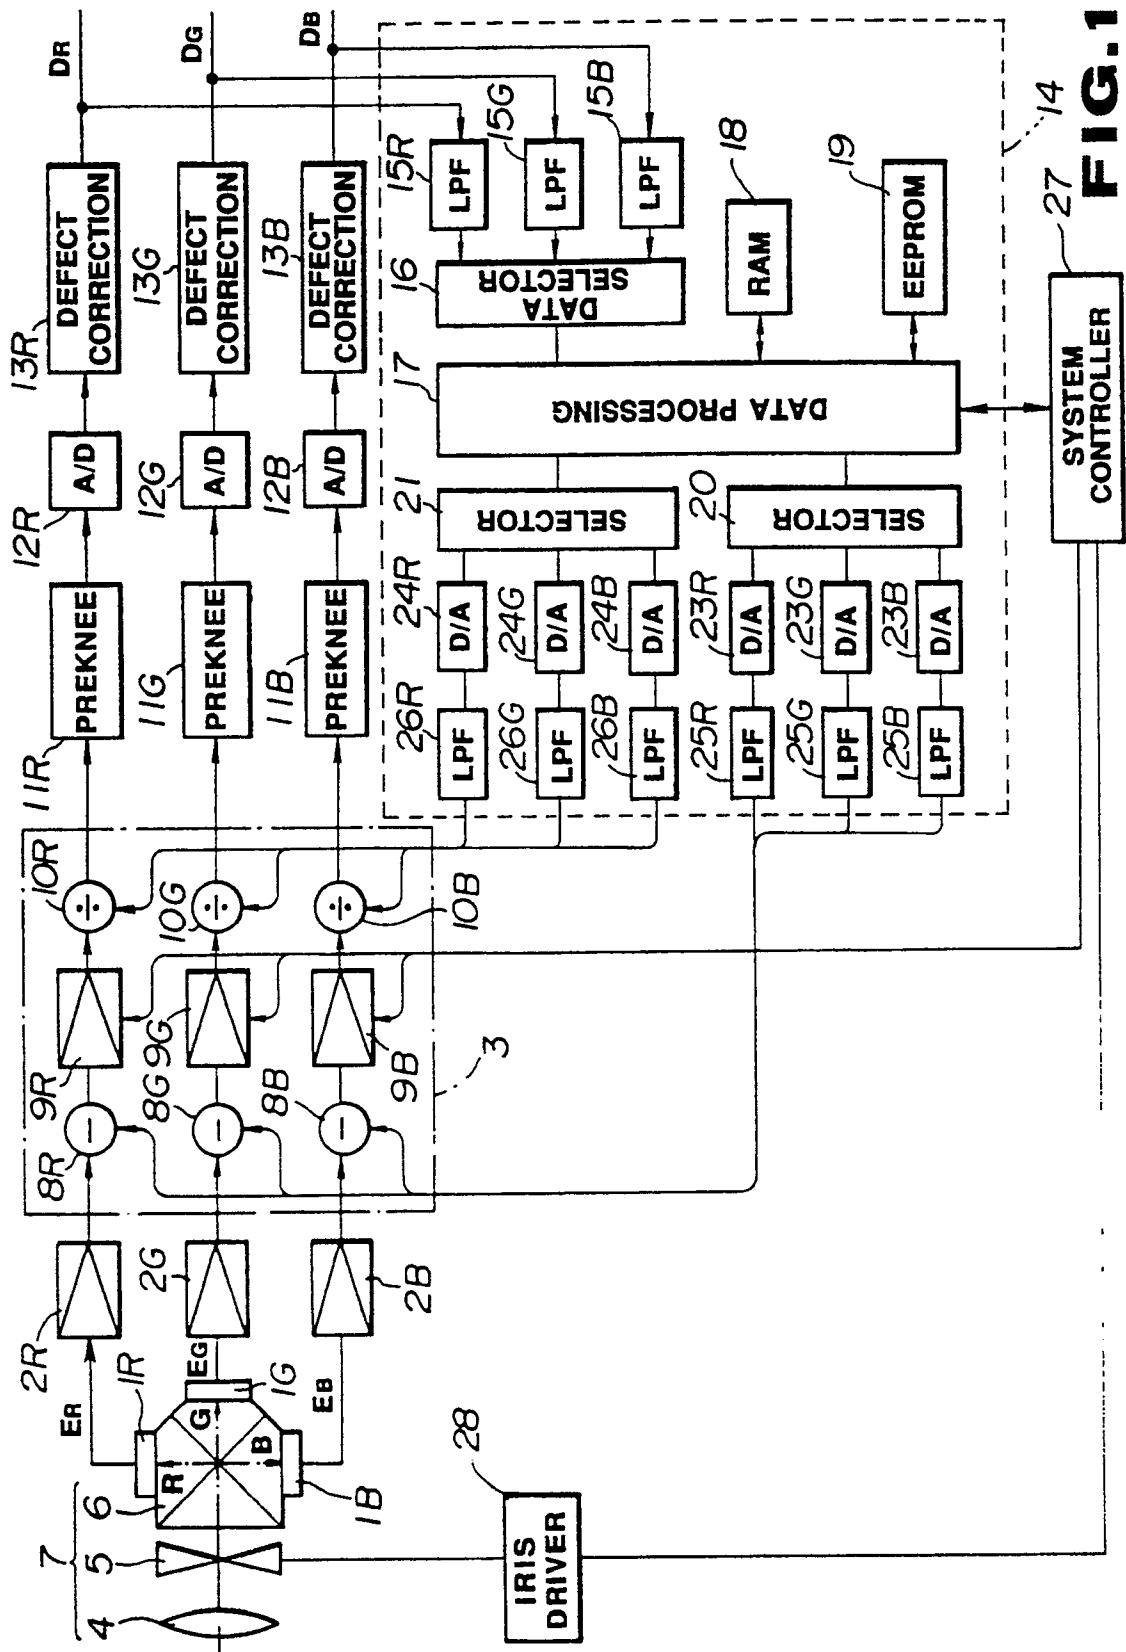 FIG.1
7
4
5
6
R
G
B
1R
1G
1B
ER
EG
EB
2R
2G
2B
3
8R
8G
8B
9R
9G
9B
10R
10G
10B
11R
PREKNEE
11G
PREKNEE
11B
PREKNEE
12R
A/D
12G
A/D
12B
A/D
13R
DEFECT
CORRECTION
13G
DEFECT
CORRECTION
13B
DEFECT
CORRECTION
DR
DG
DB
26R
LPF
26G
LPF
26B
LPF
25R
LPF
25G
LPF
25B
LPF
24R
D/A
24G
D/A
24B
D/A
23R
D/A
23G
D/A
23B
D/A
21
SELECTOR
20
SELECTOR
17
DATA PROCESSING
16
DATA
SELECTOR
15R
LPF
15G
LPF
15B
LPF
18
RAM
19
EEPROM
14
27
SYSTEM
CONTROLLER
28
IRIS
DRIVER